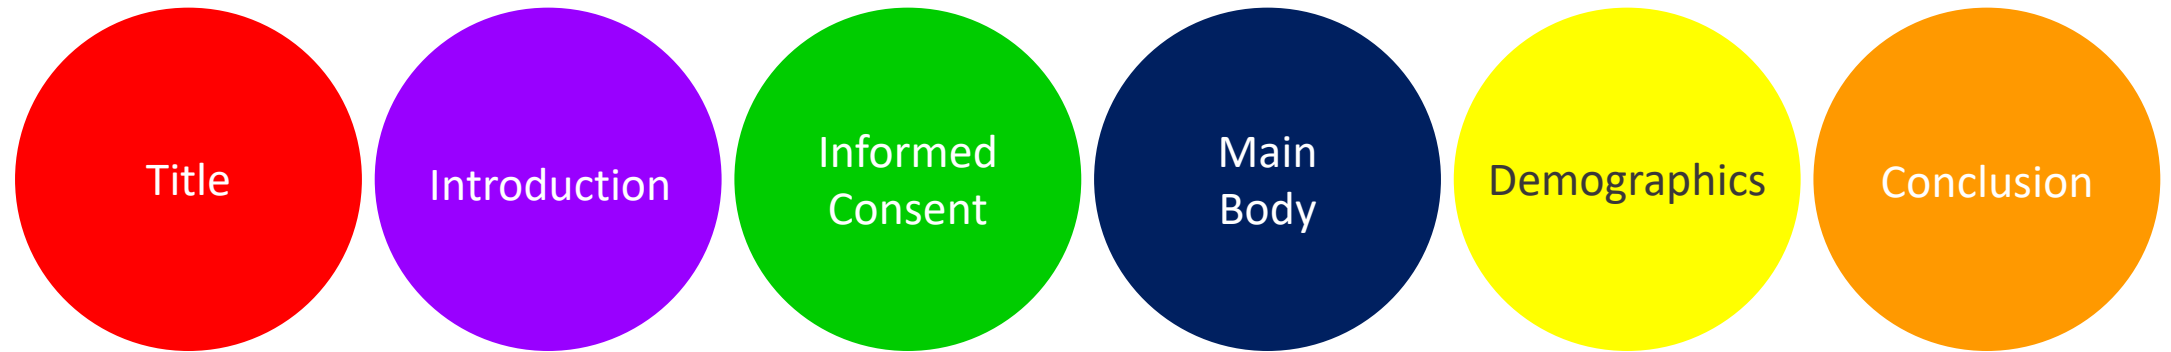 Title
Introduction
Informed
Consent
Main
Body
Demographics
Conclusion